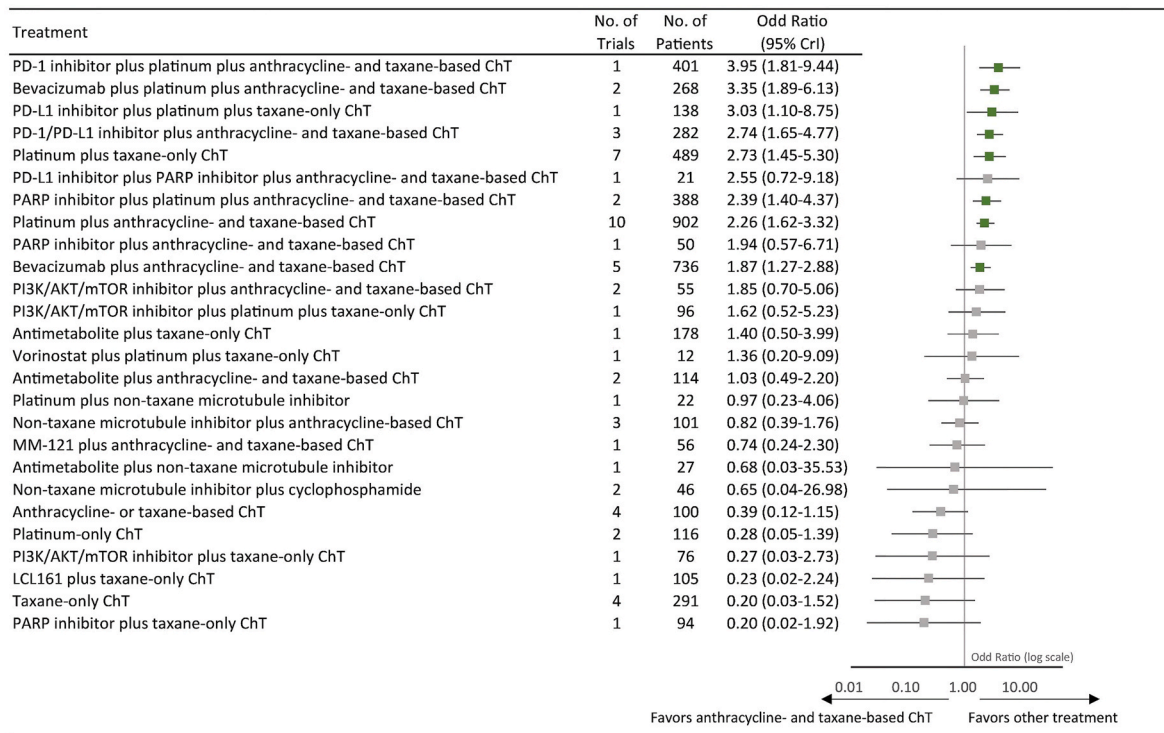 Treatment No. of Trials No. of Patients Odd Ratio (95% CrI)
PD-1 inhibitor plus platinum plus anthracycline- and taxane-based ChT 1 401 3.95 (1.81-9.44)
Bevacizumab plus platinum plus anthracycline- and taxane-based ChT 2 268 3.35 (1.89-6.13)
PD-L1 inhibitor plus platinum plus taxane-only ChT 1 138 3.03 (1.10-8.75)
PD-1/PD-L1 inhibitor plus anthracycline- and taxane-based ChT 3 282 2.74 (1.65-4.77)
Platinum plus taxane-only ChT 7 489 2.73 (1.45-5.30)
PD-L1 inhibitor plus PARP inhibitor plus anthracycline- and taxane-based ChT 1 21 2.55 (0.72-9.18)
PARP inhibitor plus platinum plus anthracycline- and taxane-based ChT 2 388 2.39 (1.40-4.37)
Platinum plus anthracycline- and taxane-based ChT 10 902 2.26 (1.62-3.32)
PARP inhibitor plus anthracycline- and taxane-based ChT 1 50 1.94 (0.57-6.71)
Bevacizumab plus anthracycline- and taxane-based ChT 5 736 1.87 (1.27-2.88)
PI3K/AKT/mTOR inhibitor plus anthracycline- and taxane-based ChT 2 55 1.85 (0.70-5.06)
PI3K/AKT/mTOR inhibitor plus platinum plus taxane-only ChT 1 96 1.62 (0.52-5.23)
Antimetabolite plus taxane-only ChT 1 178 1.40 (0.50-3.99)
Vorinostat plus platinum plus taxane-only ChT 1 12 1.36 (0.20-9.09)
Antimetabolite plus anthracycline- and taxane-based ChT 2 114 1.03 (0.49-2.20)
Platinum plus non-taxane microtubule inhibitor 1 22 0.97 (0.23-4.06)
Non-taxane microtubule inhibitor plus anthracycline-based ChT 3 101 0.82 (0.39-1.76)
MM-121 plus anthracycline- and taxane-based ChT 1 56 0.74 (0.24-2.30)
Antimetabolite plus non-taxane microtubule inhibitor 1 27 0.68 (0.03-35.53)
Non-taxane microtubule inhibitor plus cyclophosphamide 2 46 0.65 (0.04-26.98)
Anthracycline- or taxane-based ChT 4 100 0.39 (0.12-1.15)
Platinum-only ChT 2 116 0.28 (0.05-1.39)
PI3K/AKT/mTOR inhibitor plus taxane-only ChT 1 76 0.27 (0.03-2.73)
LCL161 plus taxane-only ChT 1 105 0.23 (0.02-2.24)
Taxane-only ChT 4 291 0.20 (0.03-1.52)
PARP inhibitor plus taxane-only ChT 1 94 0.20 (0.02-1.92)
Odd Ratio (log scale)
0.01 0.10 1.00 10.00
Favors anthracycline- and taxane-based ChT Favors other treatment